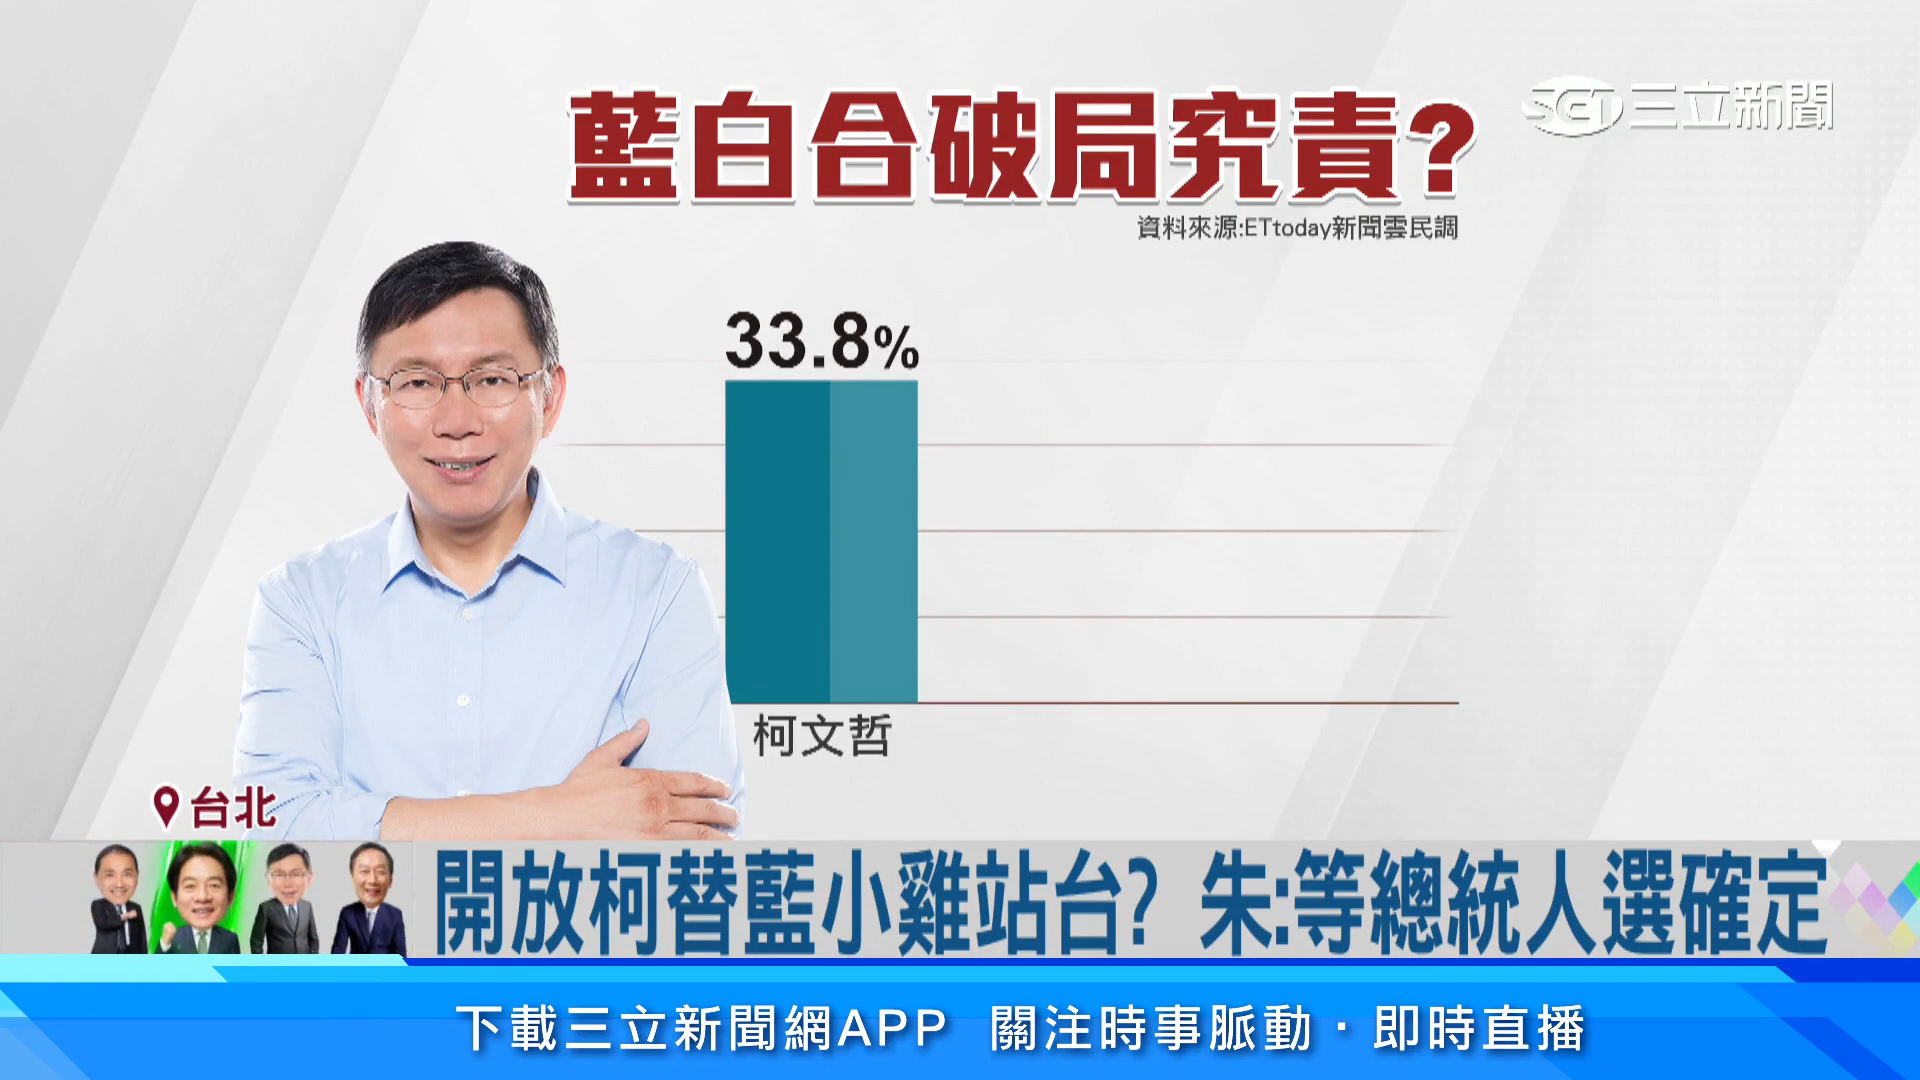 藍白合破局究責?
SET三立新聞
資料來源:ETtoday新聞雲民調
33.8%
柯文哲
台北
開放柯替藍小雞站台? 朱:等總統人選確定
下載三立新聞網APP 關注時事脈動・即時直播